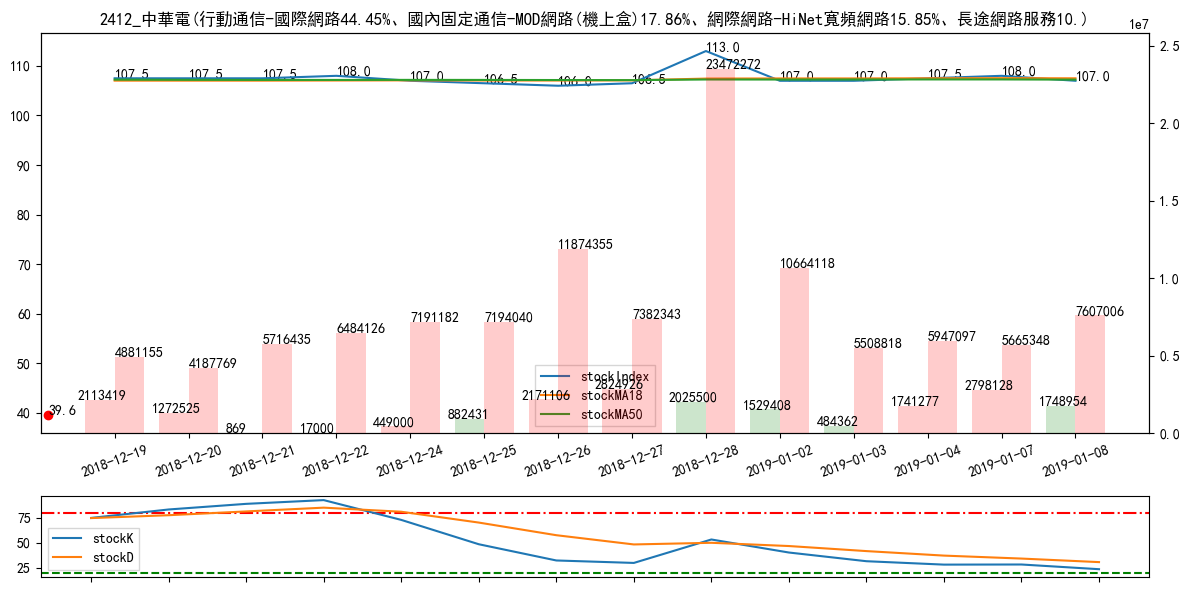 2412_中華電(行動通信-國際網路44.45%、國內固定通信-MOD網路(機上盒)17.86%、網際網路-HiNet寬頻網路15.85%、長途網路服務10.)
1e7
113.0
107.5 107.5 107.5 108.0 107.0 106.5 106.0 106.5 107.0 107.0 107.5 108.0 107.0
23472272
11874355
10664118
4881155 4187769 5716435 6484126 7191182 7194040 7382343 5508818 5947097 5665348 7607006
2113419 1272525 869 17000 449000 882431 2171106 2824926 2025500 1529408 484362 1741277 2798128 1748954
39.6
110
100
90
80
70
60
50
40
2.5
2.0
1.5
1.0
0.5
0.0
stockIndex
stockMA18
stockMA50
2018-12-19 2018-12-20 2018-12-21 2018-12-22 2018-12-24 2018-12-25 2018-12-26 2018-12-27 2018-12-28 2019-01-02 2019-01-03 2019-01-04 2019-01-07 2019-01-08
75
50
25
stockK
stockD